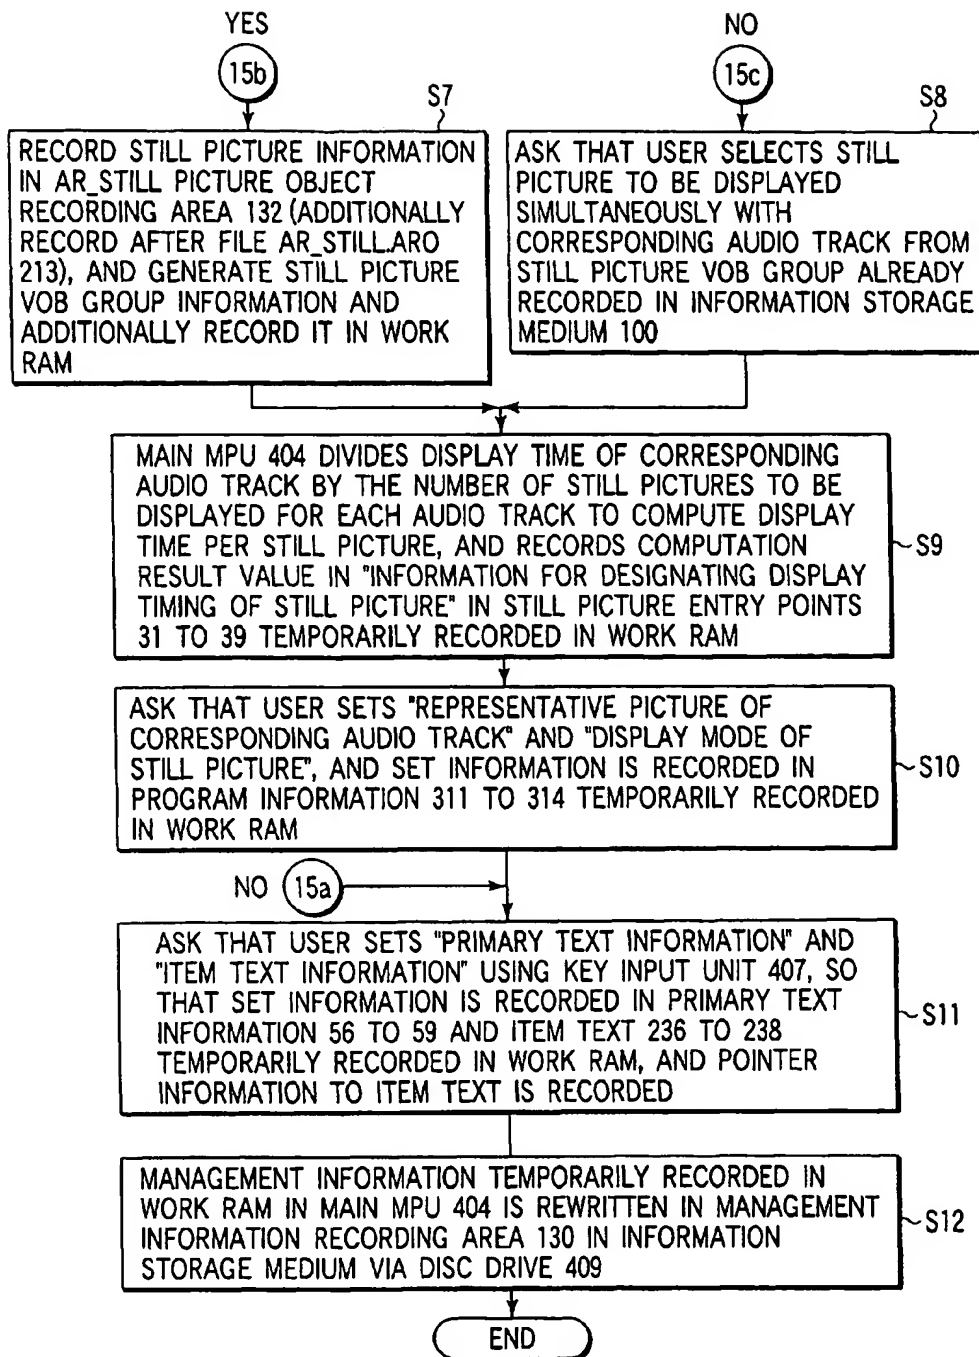 YES
15b
S7
RECORD STILL PICTURE INFORMATION
IN AR_STILL PICTURE OBJECT
RECORDING AREA 132 (ADDITIONALLY
RECORD AFTER FILE AR_STILL.ARO
213), AND GENERATE STILL PICTURE
VOB GROUP INFORMATION AND
ADDITIONALLY RECORD IT IN WORK
RAM
NO
15c
S8
ASK THAT USER SELECTS STILL
PICTURE TO BE DISPLAYED
SIMULTANEOUSLY WITH
CORRESPONDING AUDIO TRACK FROM
STILL PICTURE VOB GROUP ALREADY
RECORDED IN INFORMATION STORAGE
MEDIUM 100
MAIN MPU 404 DIVIDES DISPLAY TIME OF CORRESPONDING
AUDIO TRACK BY THE NUMBER OF STILL PICTURES TO BE
DISPLAYED FOR EACH AUDIO TRACK TO COMPUTE DISPLAY
TIME PER STILL PICTURE, AND RECORDS COMPUTATION
RESULT VALUE IN "INFORMATION FOR DESIGNATING DISPLAY
TIMING OF STILL PICTURE" IN STILL PICTURE ENTRY POINTS
31 TO 39 TEMPORARILY RECORDED IN WORK RAM
S9
ASK THAT USER SETS "REPRESENTATIVE PICTURE OF
CORRESPONDING AUDIO TRACK" AND "DISPLAY MODE OF
STILL PICTURE", AND SET INFORMATION IS RECORDED IN
PROGRAM INFORMATION 311 TO 314 TEMPORARILY RECORDED
IN WORK RAM
S10
NO 15a
ASK THAT USER SETS "PRIMARY TEXT INFORMATION" AND
"ITEM TEXT INFORMATION" USING KEY INPUT UNIT 407, SO
THAT SET INFORMATION IS RECORDED IN PRIMARY TEXT
INFORMATION 56 TO 59 AND ITEM TEXT 236 TO 238
TEMPORARILY RECORDED IN WORK RAM, AND POINTER
INFORMATION TO ITEM TEXT IS RECORDED
S11
MANAGEMENT INFORMATION TEMPORARILY RECORDED IN
WORK RAM IN MAIN MPU 404 IS REWRITTEN IN MANAGEMENT
INFORMATION RECORDING AREA 130 IN INFORMATION
STORAGE MEDIUM VIA DISC DRIVE 409
S12
END